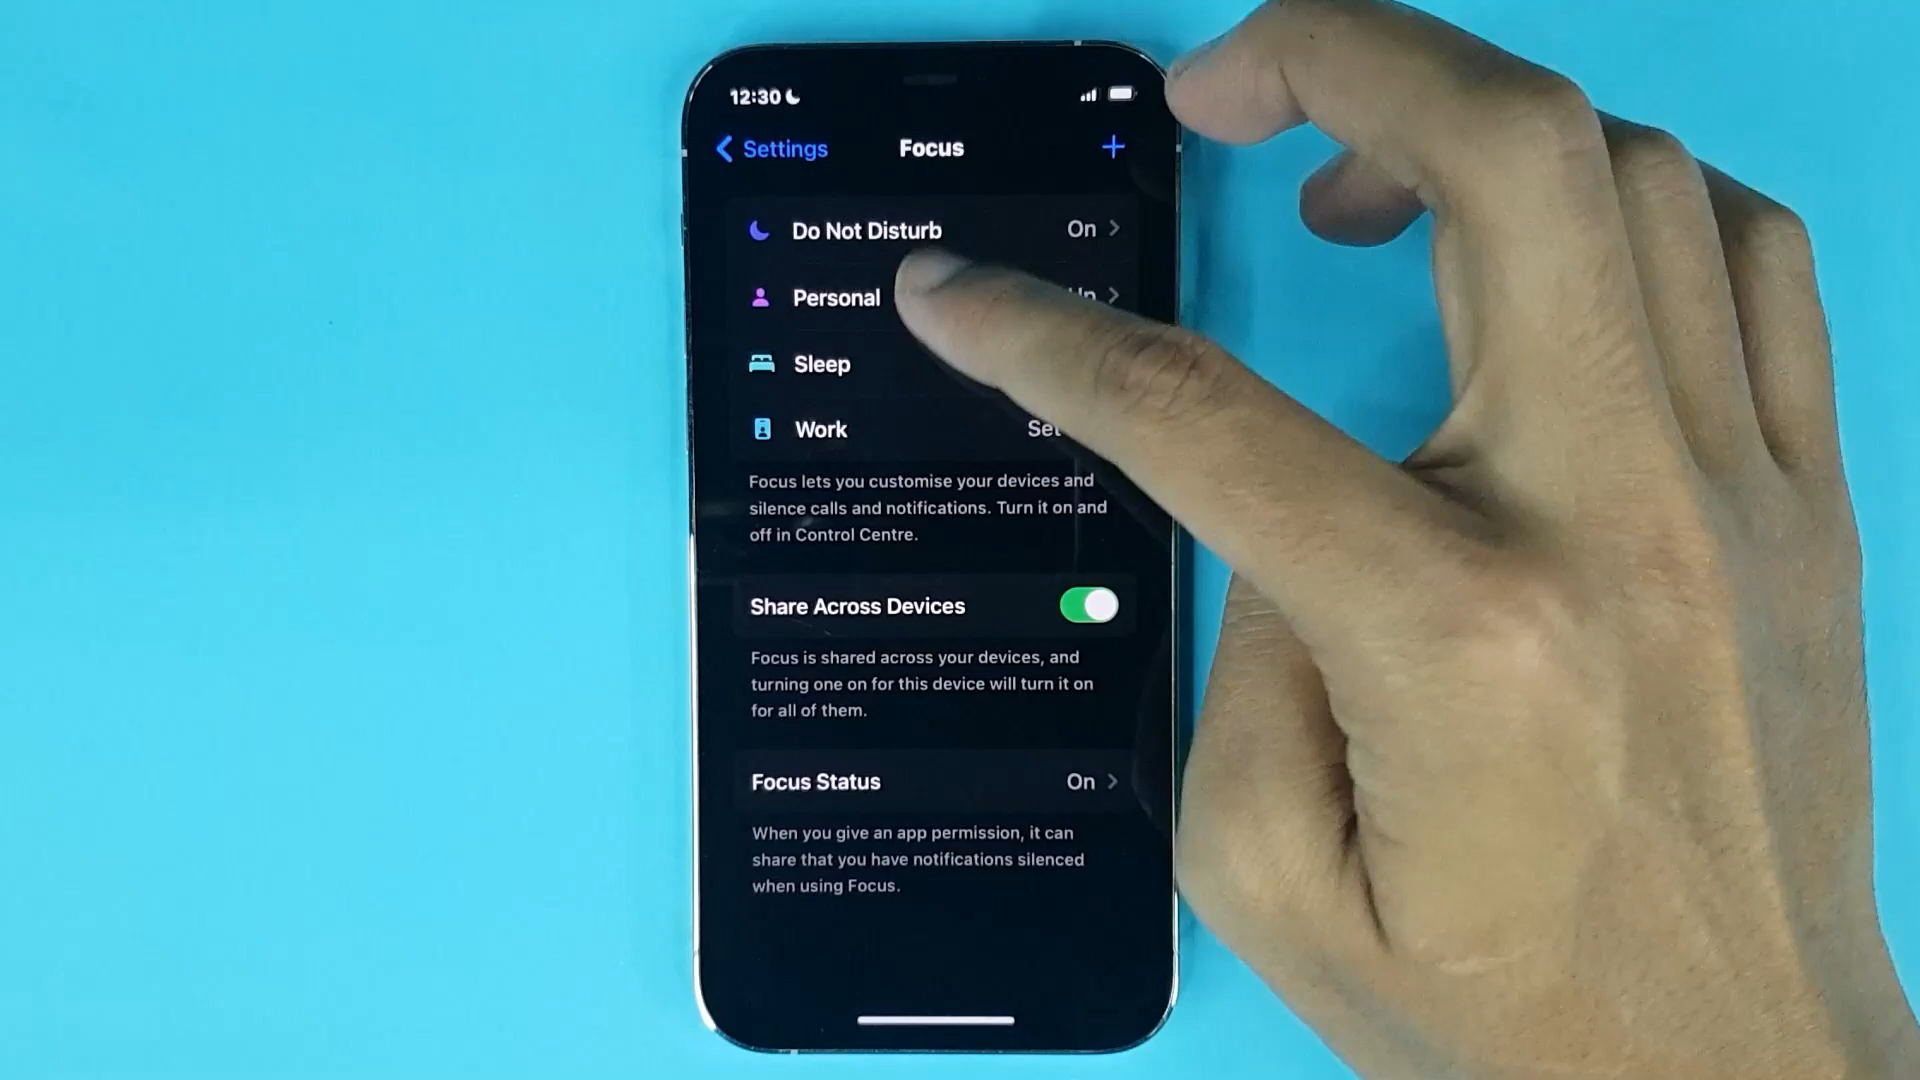 12:30
Settings
Focus
+
Do Not Disturb
On
Personal
Sleep
Work
Set
Focus lets you customise your devices and
silence calls and notifications. Turn it on and
off in Control Centre.
Share Across Devices
Focus is shared across your devices, and
turning one on for this device will turn it on
for all of them.
Focus Status
On
When you give an app permission, it can
share that you have notifications silenced
when using Focus.